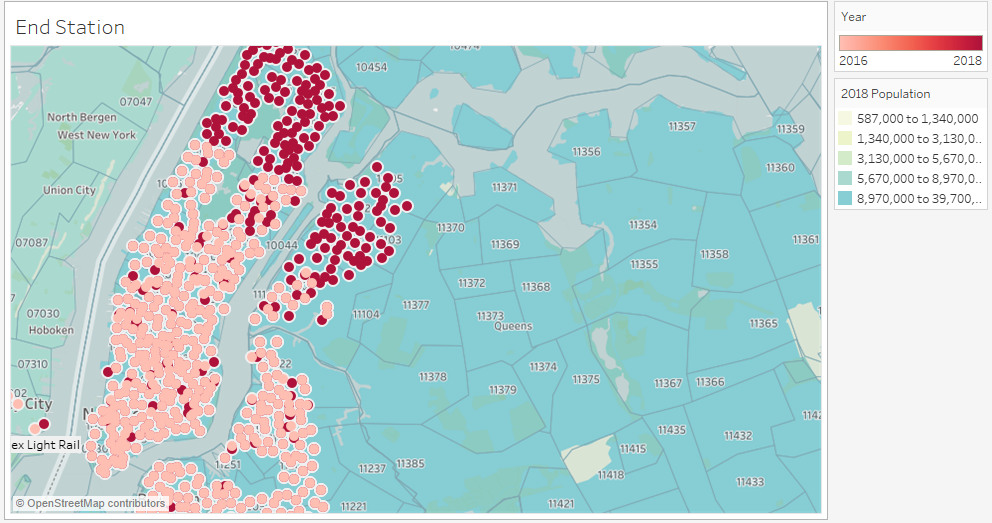 End Station
Year
2016
2018
2018 Population
587,000 to 1,340,000
1,340,000 to 3,130,0..
3,130,000 to 5,670,0..
5,670,000 to 8,970,0..
8,970,000 to 39,700,..
10474
10454
07047
North Bergen
West New York
11357
11359
11356
11360
Union City
11371
11370
11354
11361
07087
10044
11369
11358
11355
11372
11368
11377
07030
Hoboken
11104
11373
Queens
11365
07310
11374
11378
11375
11367
11366
11379
City
11435
11432
ex Light Rail
11415
11251
11237
11385
11418
11433
11221
11421
© OpenStreetMap contributors